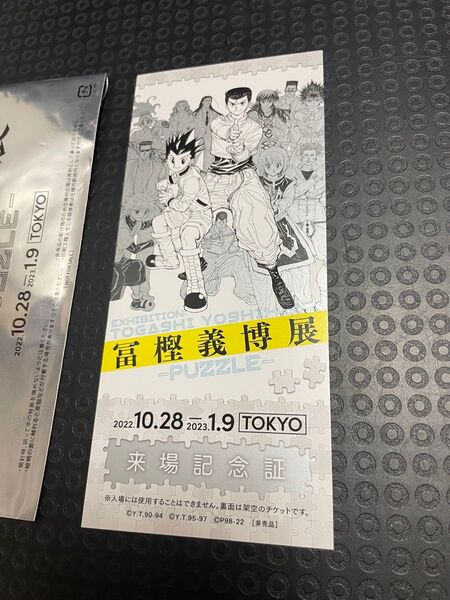 EXHIBITION
TOGASHI YOSHIHIRO
冨樫義博展
-PUZZLE-
2022.10.28―2023.1.9 TOKYO
来場記念証
※入場には使用することはできません。裏面は架空のチケットです。
©Y.T.90-94 ©Y.T.95-97 ©P98-22 [非売品]
PUZZLE-
2022.10.28―2023.1.9 TOKYO